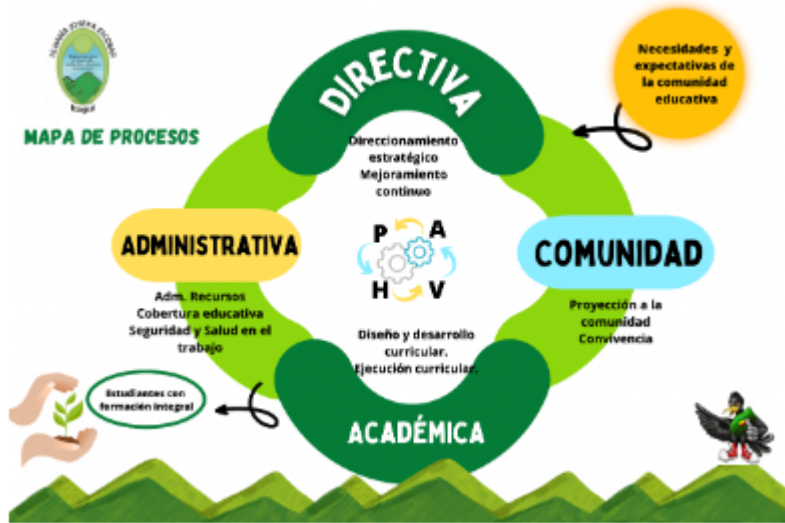 MAPA DE PROCESOS
Itagüí
DIRECTIVA
Necesidades y
expectativas de
la comunidad
educativa
Direccionamiento
estratégico
Mejoramiento
continuo
ADMINISTRATIVA
P A
H V
COMUNIDAD
Adm. Recursos
Cobertura educativa
Seguridad y Salud en el
trabajo
Proyección a la
comunidad
Convivencia
Diseño y desarrollo
curricular.
Ejecución curricular.
Estudiantes con
formación integral
ACADÉMICA